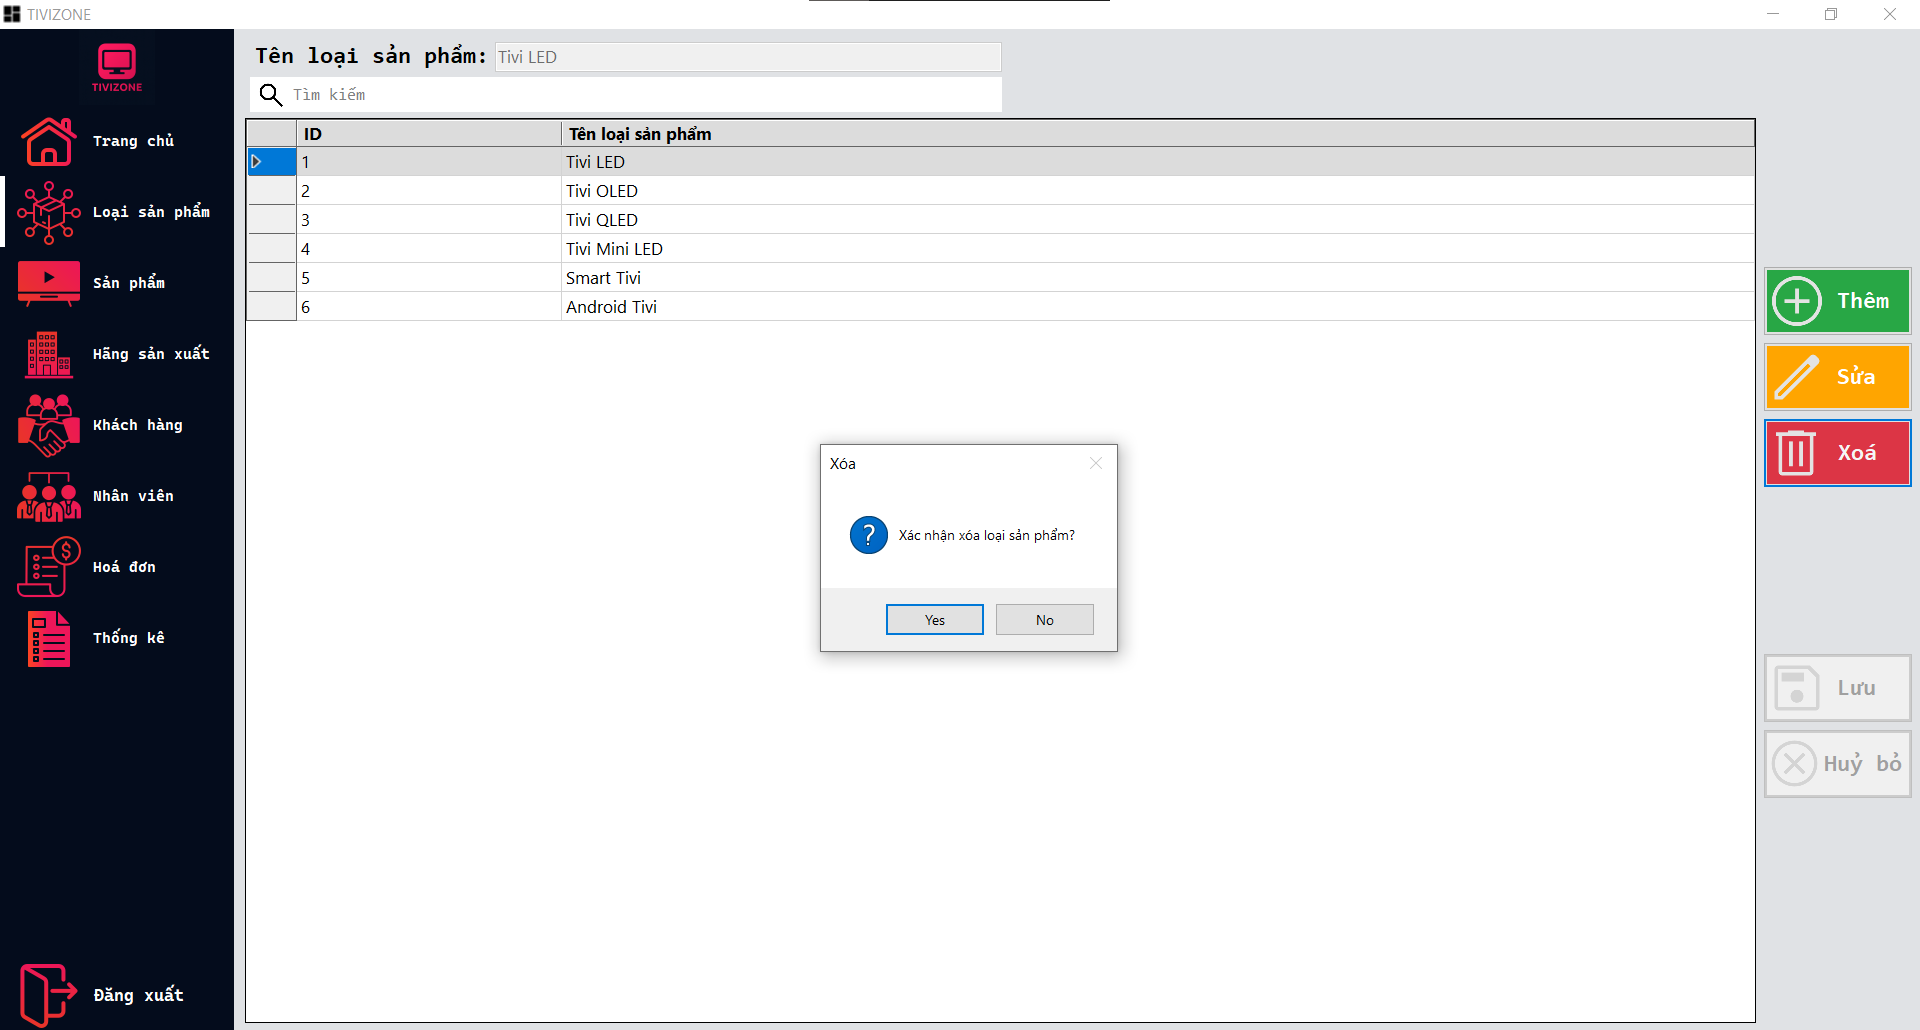 TIVIZONE
TIVIZONE
Trang chủ
Loại sản phẩm
Sản phẩm
Hãng sản xuất
Khách hàng
Nhân viên
Hoá đơn
Thống kê
Đăng xuất
Tên loại sản phẩm: Tivi LED
Tìm kiếm
ID Tên loại sản phẩm
1 Tivi LED
2 Tivi OLED
3 Tivi QLED
4 Tivi Mini LED
5 Smart Tivi
6 Android Tivi
Xóa
Xác nhận xóa loại sản phẩm?
Yes No
Thêm
Sửa
Xoá
Lưu
Huỷ bỏ